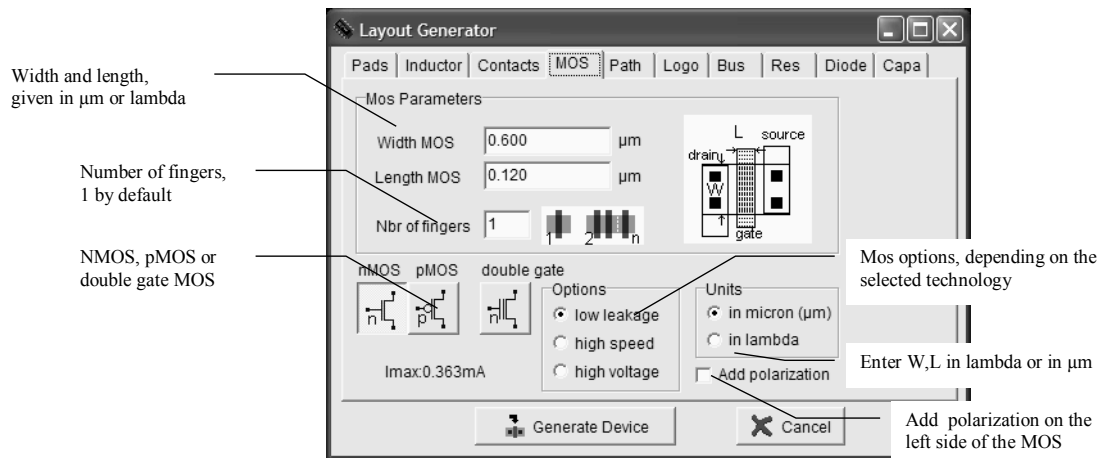 Layout Generator
Pads Inductor Contacts MOS Path Logo Bus Res Diode Capa
Width and length,
given in µm or lambda
Mos Parameters
Width MOS 0.600 µm
Length MOS 0.120 µm
Nbr of fingers 1
1 2 n
L source
drain
W
gate
Number of fingers,
1 by default
NMOS, pMOS or
double gate MOS
nMOS pMOS double gate
n p n
Options
low leakage
high speed
high voltage
Units
in micron (µm)
in lambda
Add polarization
Imax:0.363mA
Mos options, depending on the
selected technology
Enter W,L in lambda or in µm
Add polarization on the
left side of the MOS
Generate Device Cancel